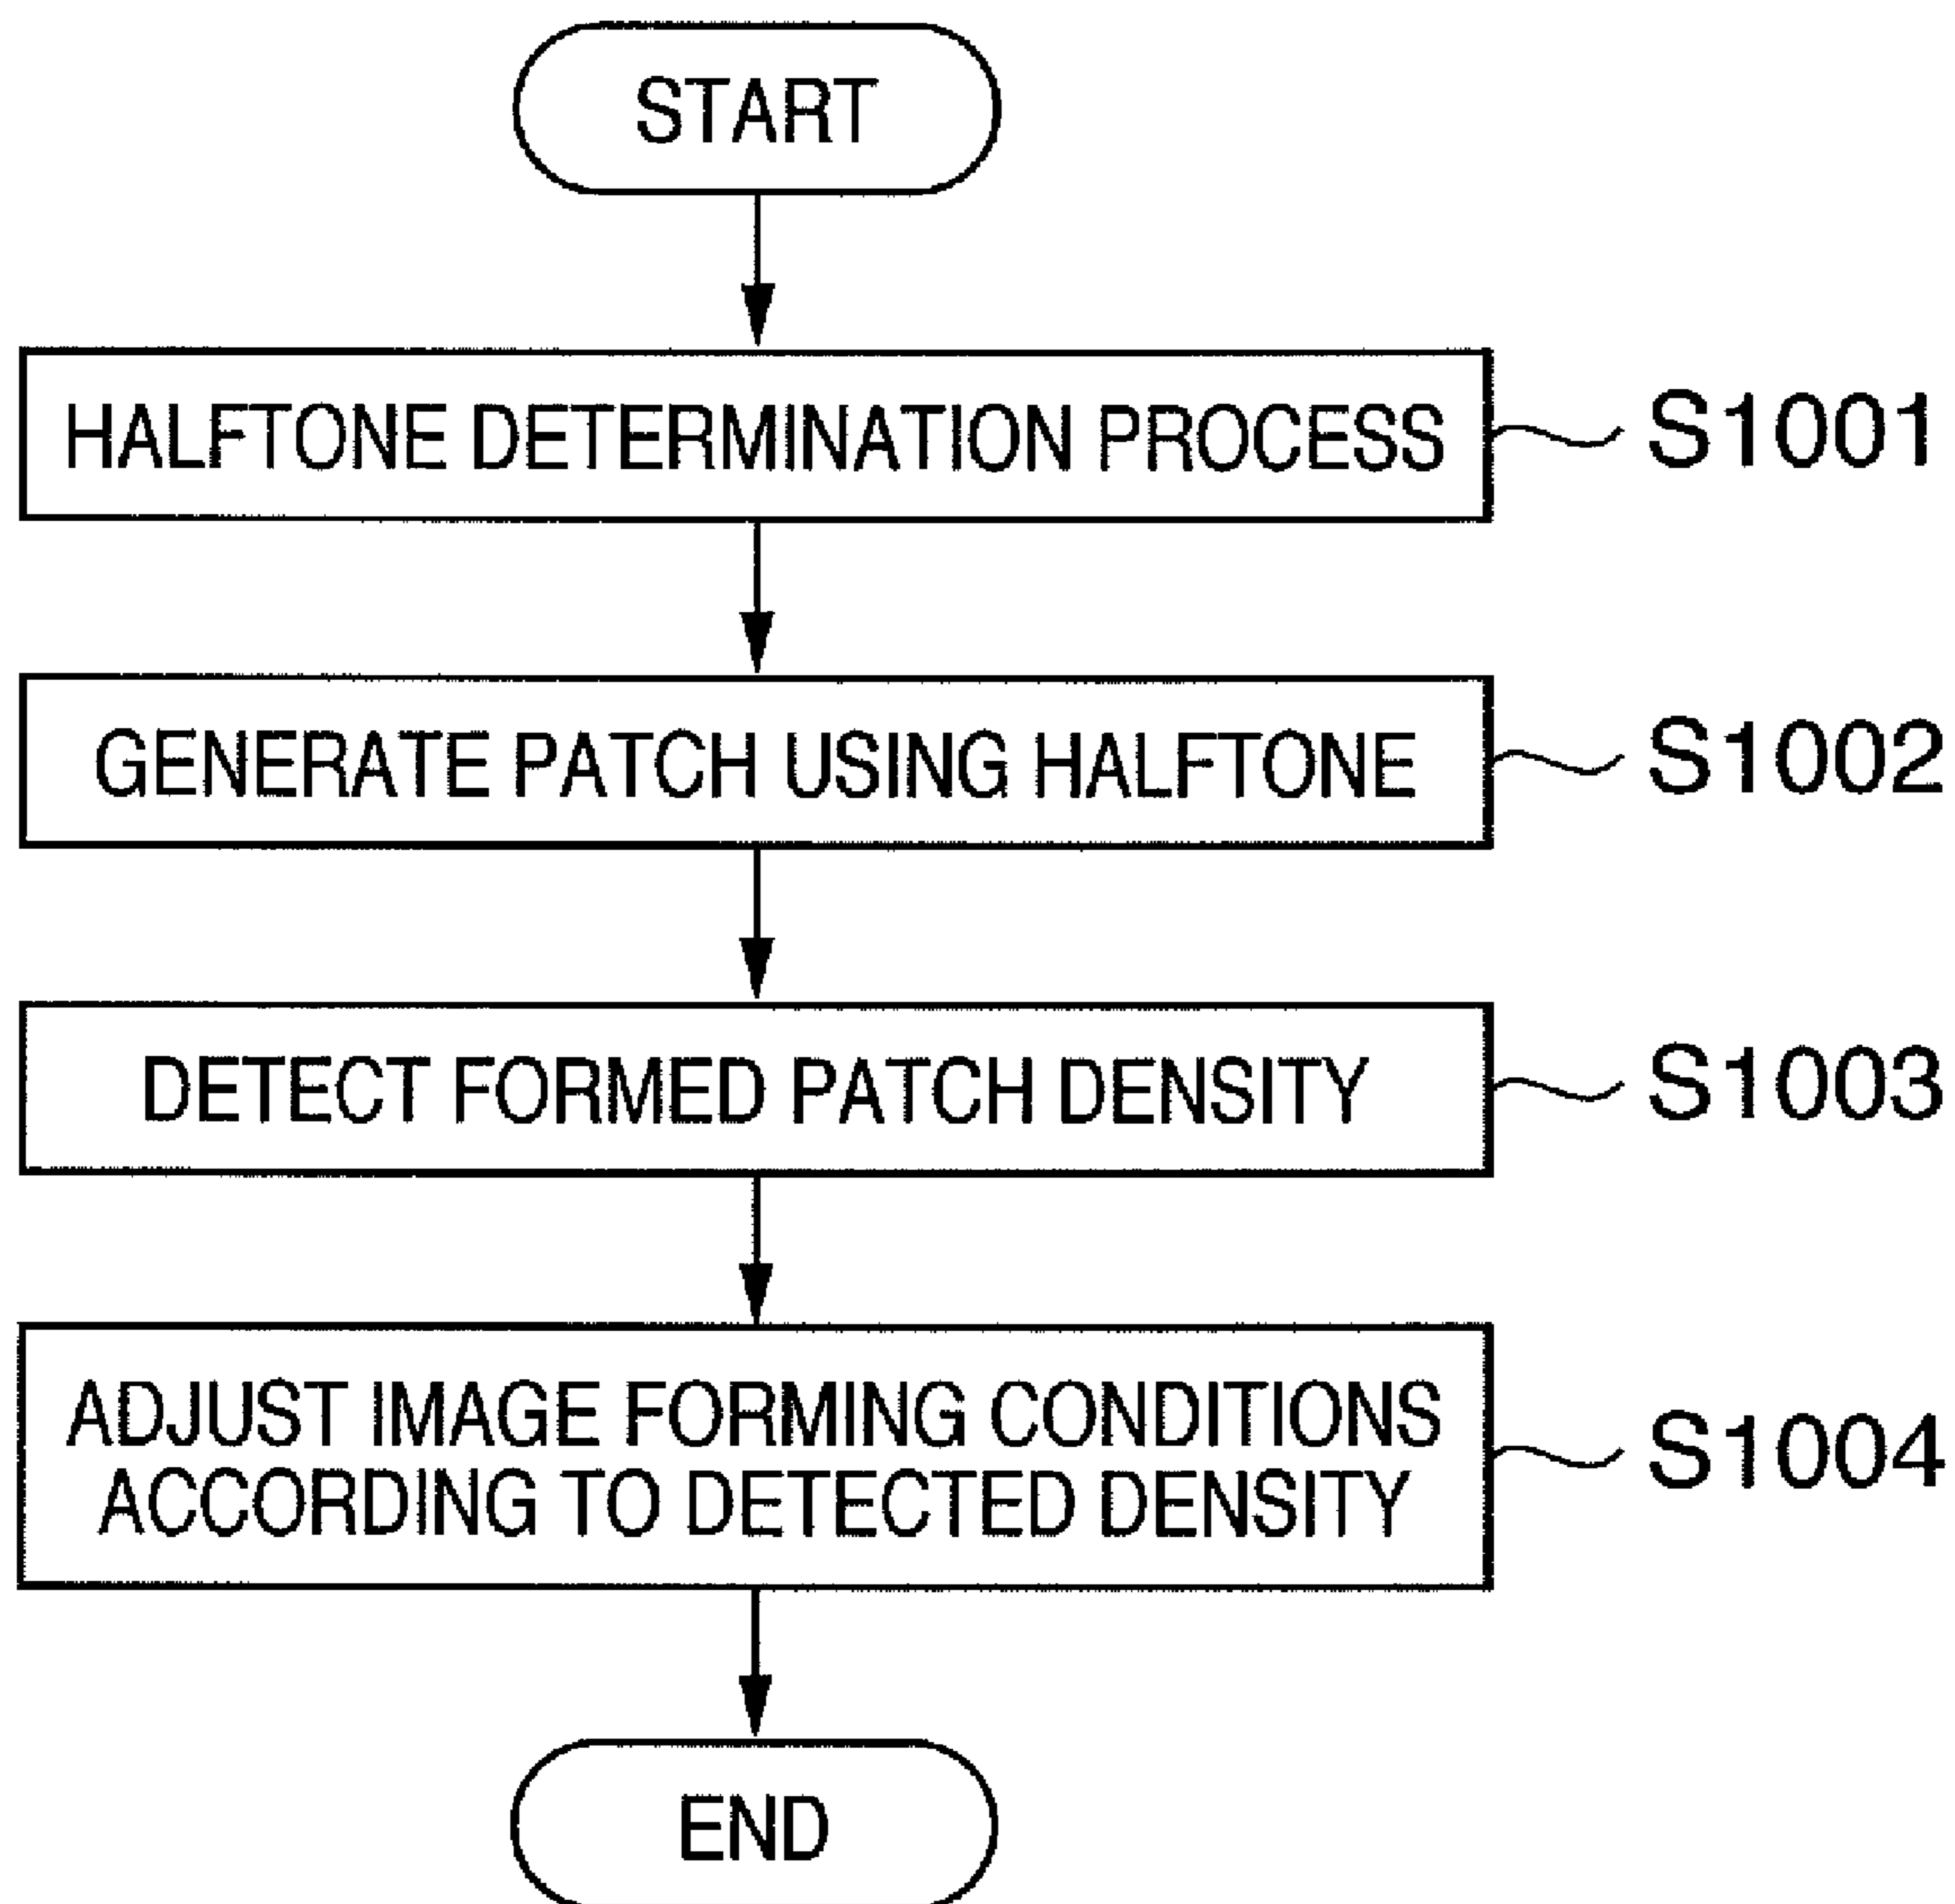 START
HALFTONE DETERMINATION PROCESS
S1001
GENERATE PATCH USING HALFTONE
S1002
DETECT FORMED PATCH DENSITY
S1003
ADJUST IMAGE FORMING CONDITIONS
ACCORDING TO DETECTED DENSITY
S1004
END